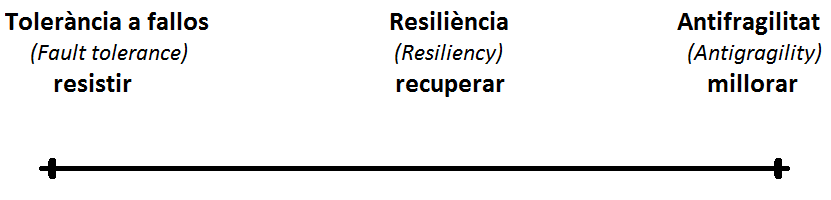 Tolerància a fallos
(Fault tolerance)
resistir
Resiliència
(Resiliency)
recuperar
Antifragilitat
(Antigragility)
millorar